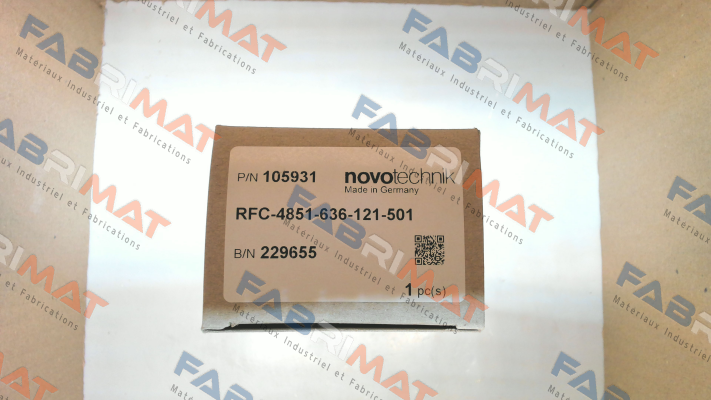 P/N 105931 novotechnik
Made in Germany
RFC-4851-636-121-501
B/N 229655
1 pc(s)
FABRIMAT
Materiaux Industriel et Fabrications